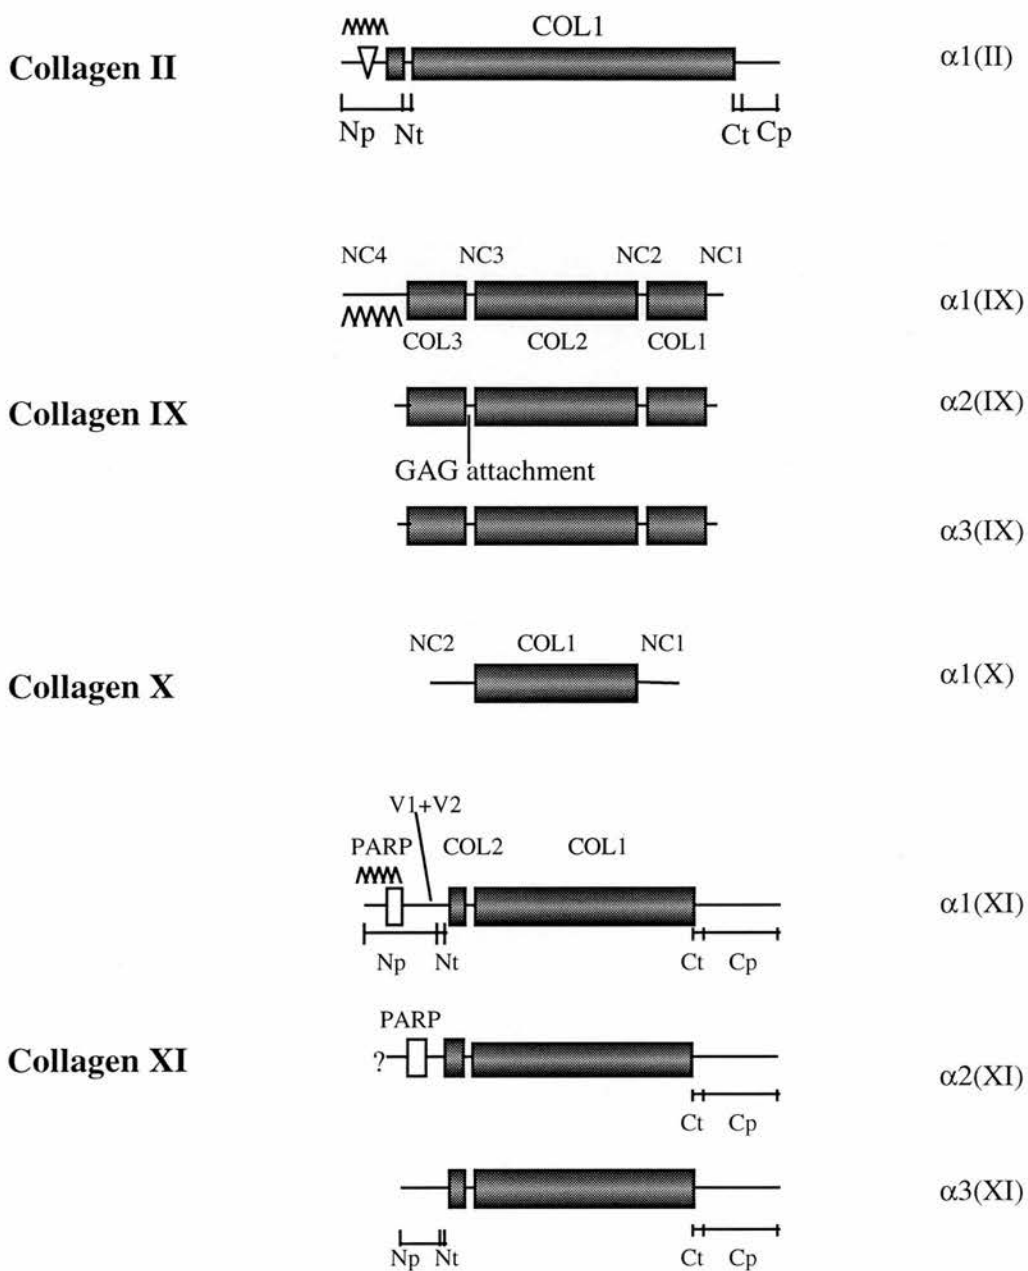 COL1
Collagen II
α1(II)
Np Nt Ct Cp
NC4 NC3 NC2 NC1
α1(IX)
COL3 COL2 COL1
Collagen IX
α2(IX)
GAG attachment
α3(IX)
NC2 COL1 NC1
Collagen X
α1(X)
V1+V2
PARP COL2 COL1
α1(XI)
Np Nt Ct Cp
PARP
Collagen XI
?
α2(XI)
Ct Cp
α3(XI)
Np Nt Ct Cp